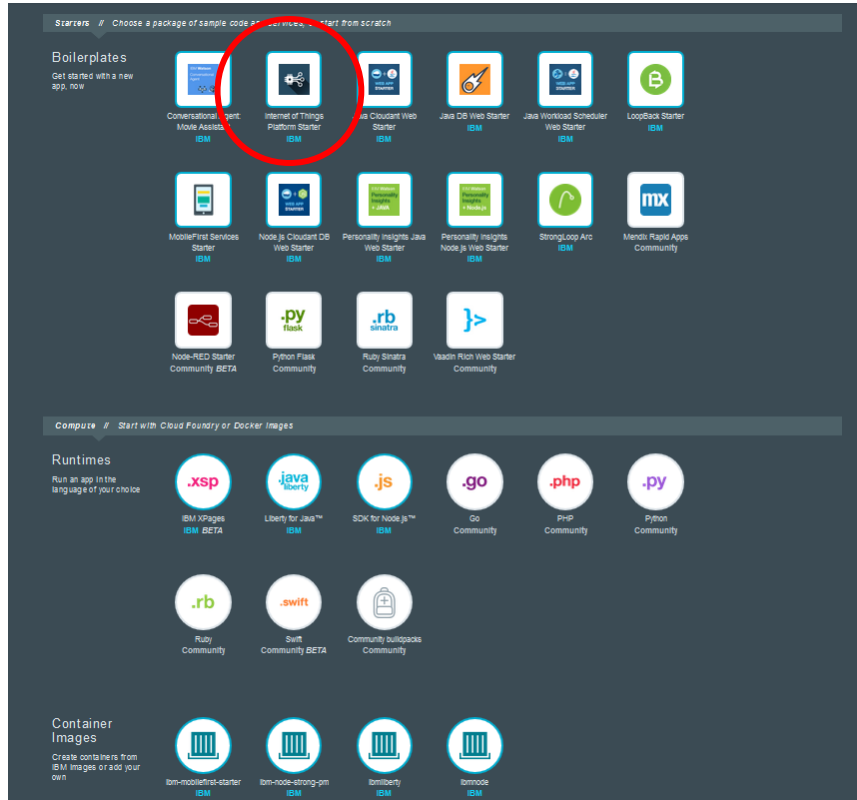 Starters // Choose a package of sample code and services, or start from scratch
Boilerplates
Get started with a new
app, now
Conversational Agent:
Movie Assistant
IBM
Internet of Things
Platform Starter
IBM
Java Cloudant Web
Starter
IBM
Java DB Web Starter
IBM
Java Workload Scheduler
Web Starter
IBM
LoopBack Starter
IBM
MobileFirst Services
Starter
IBM
Node.js Cloudant DB
Web Starter
IBM
Personality Insights
+ JAVA
Personality Insights Java
Web Starter
IBM
Personality Insights
+ Node.js
Personality Insights
Node.js Web Starter
IBM
StrongLoop Arc
IBM
mx
Mendix Rapid Apps
Community
Node-RED Starter
Community BETA
.py
flask
Python Flask
Community
.rb
sinatra
Ruby Sinatra
Community
}>
Vaadin Rich Web Starter
Community
Compute // Start with Cloud Foundry or Docker Images
Runtimes
Run an app in the
language of your choice
.xsp
IBM XPages
IBM BETA
.java
liberty
Liberty for Java™
IBM
.js
SDK for Node.js™
IBM
.go
Go
Community
.php
PHP
Community
.py
Python
Community
.rb
Ruby
Community
.swift
Swift
Community BETA
Community buildpacks
Community
Container
Images
Create containers from
IBM images or add your
own
ibm-mobilefirst-starter
IBM
ibm-node-strong-pm
IBM
ibmliberty
IBM
ibmnode
IBM